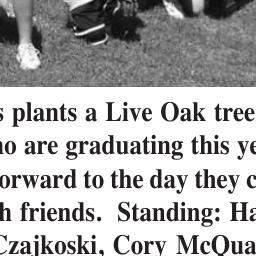 s plants a Live Oak tree
o are graduating this ye
orward to the day they c
h friends. Standing: Ha
Czajkoski, Cory McQua